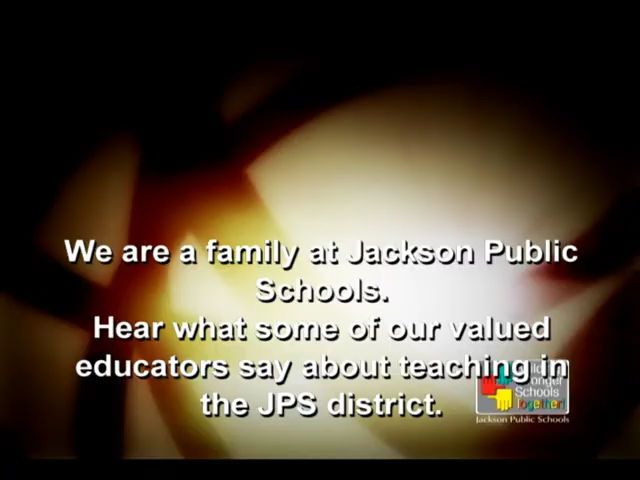 We are a family at Jackson Public
Schools.
Hear what some of our valued
educators say about teaching in
the JPS district.
Schools
Together
Jackson Public Schools